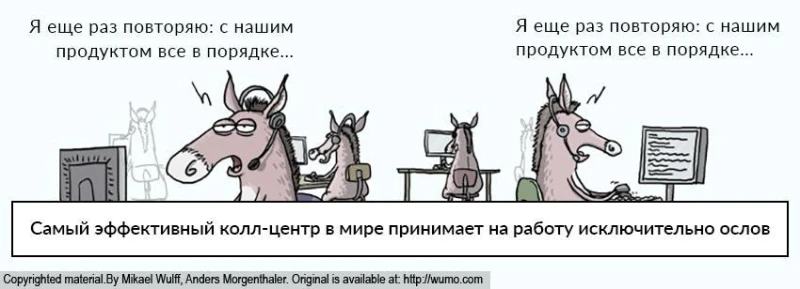 Я еще раз повторяю: с нашим
продуктом все в порядке...
Я еще раз повторяю: с нашим
продуктом все в порядке...
Самый эффективный колл-центр в мире принимает на работу исключительно ослов
Copyrighted material.By Mikael Wulff, Anders Morgenthaler. Original is available at: http://wumo.com